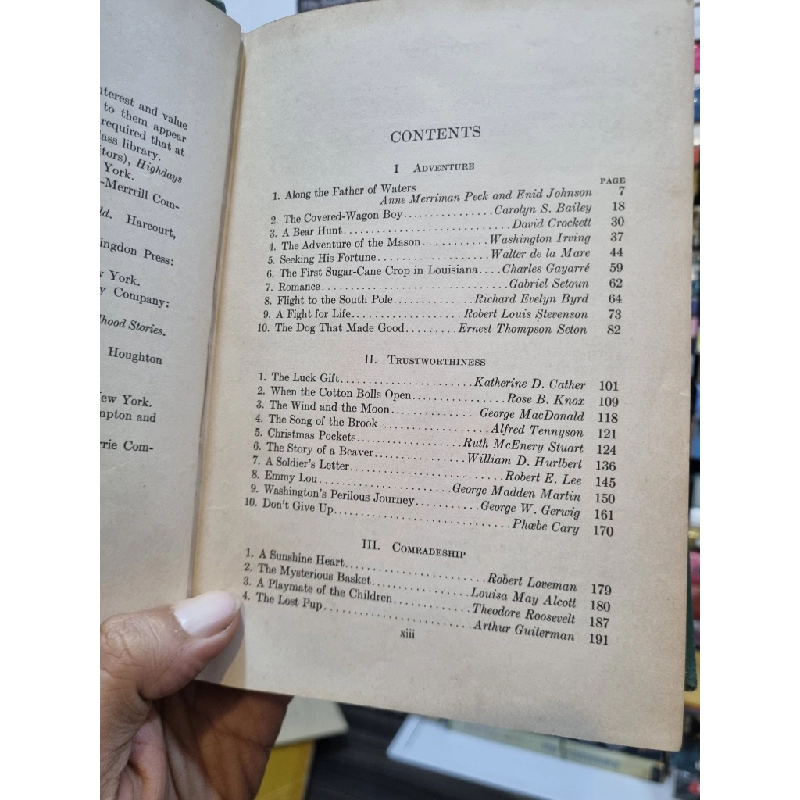 nterest and value
to them appear
required that at
ass library.
tors), Highdays
York.
-Merrill Com-
ld. Harcourt,
ngdon Press:
w York.
y Company:
hood Stories.
Houghton
New York.
mpton and
rrie Com-
CONTENTS
I ADVENTURE
PAGE
1. Along the Father of Waters
Anne Merriman Peck and Enid Johnson 7
2. The Covered-Wagon Boy Carolyn S. Bailey 18
3. A Bear Hunt David Crockett 30
4. The Adventure of the Mason Washington Irving 37
5. Seeking His Fortune Walter de la Mare 44
6. The First Sugar-Cane Crop in Louisiana Charles Gayarré 59
7. Romance Gabriel Setoun 62
8. Flight to the South Pole Richard Evelyn Byrd 64
9. A Fight for Life Robert Louis Stevenson 73
10. The Dog That Made Good Ernest Thompson Seton 82
II. TRUSTWORTHINESS
1. The Luck Gift Katherine D. Cather 101
2. When the Cotton Bolls Open Rose B. Knox 109
3. The Wind and the Moon George MacDonald 118
4. The Song of the Brook Alfred Tennyson 121
5. Christmas Pockets Ruth McEnery Stuart 124
6. The Story of a Beaver William D. Hurlbert 136
7. A Soldier's Letter Robert E. Lee 145
8. Emmy Lou George Madden Martin 150
9. Washington's Perilous Journey George W. Gerwig 161
10. Don't Give Up Phœbe Cary 170
III. COMRADESHIP
1. A Sunshine Heart Robert Loveman 179
2. The Mysterious Basket Louisa May Alcott 180
3. A Playmate of the Children Theodore Roosevelt 187
4. The Lost Pup Arthur Guiterman 191
xiii